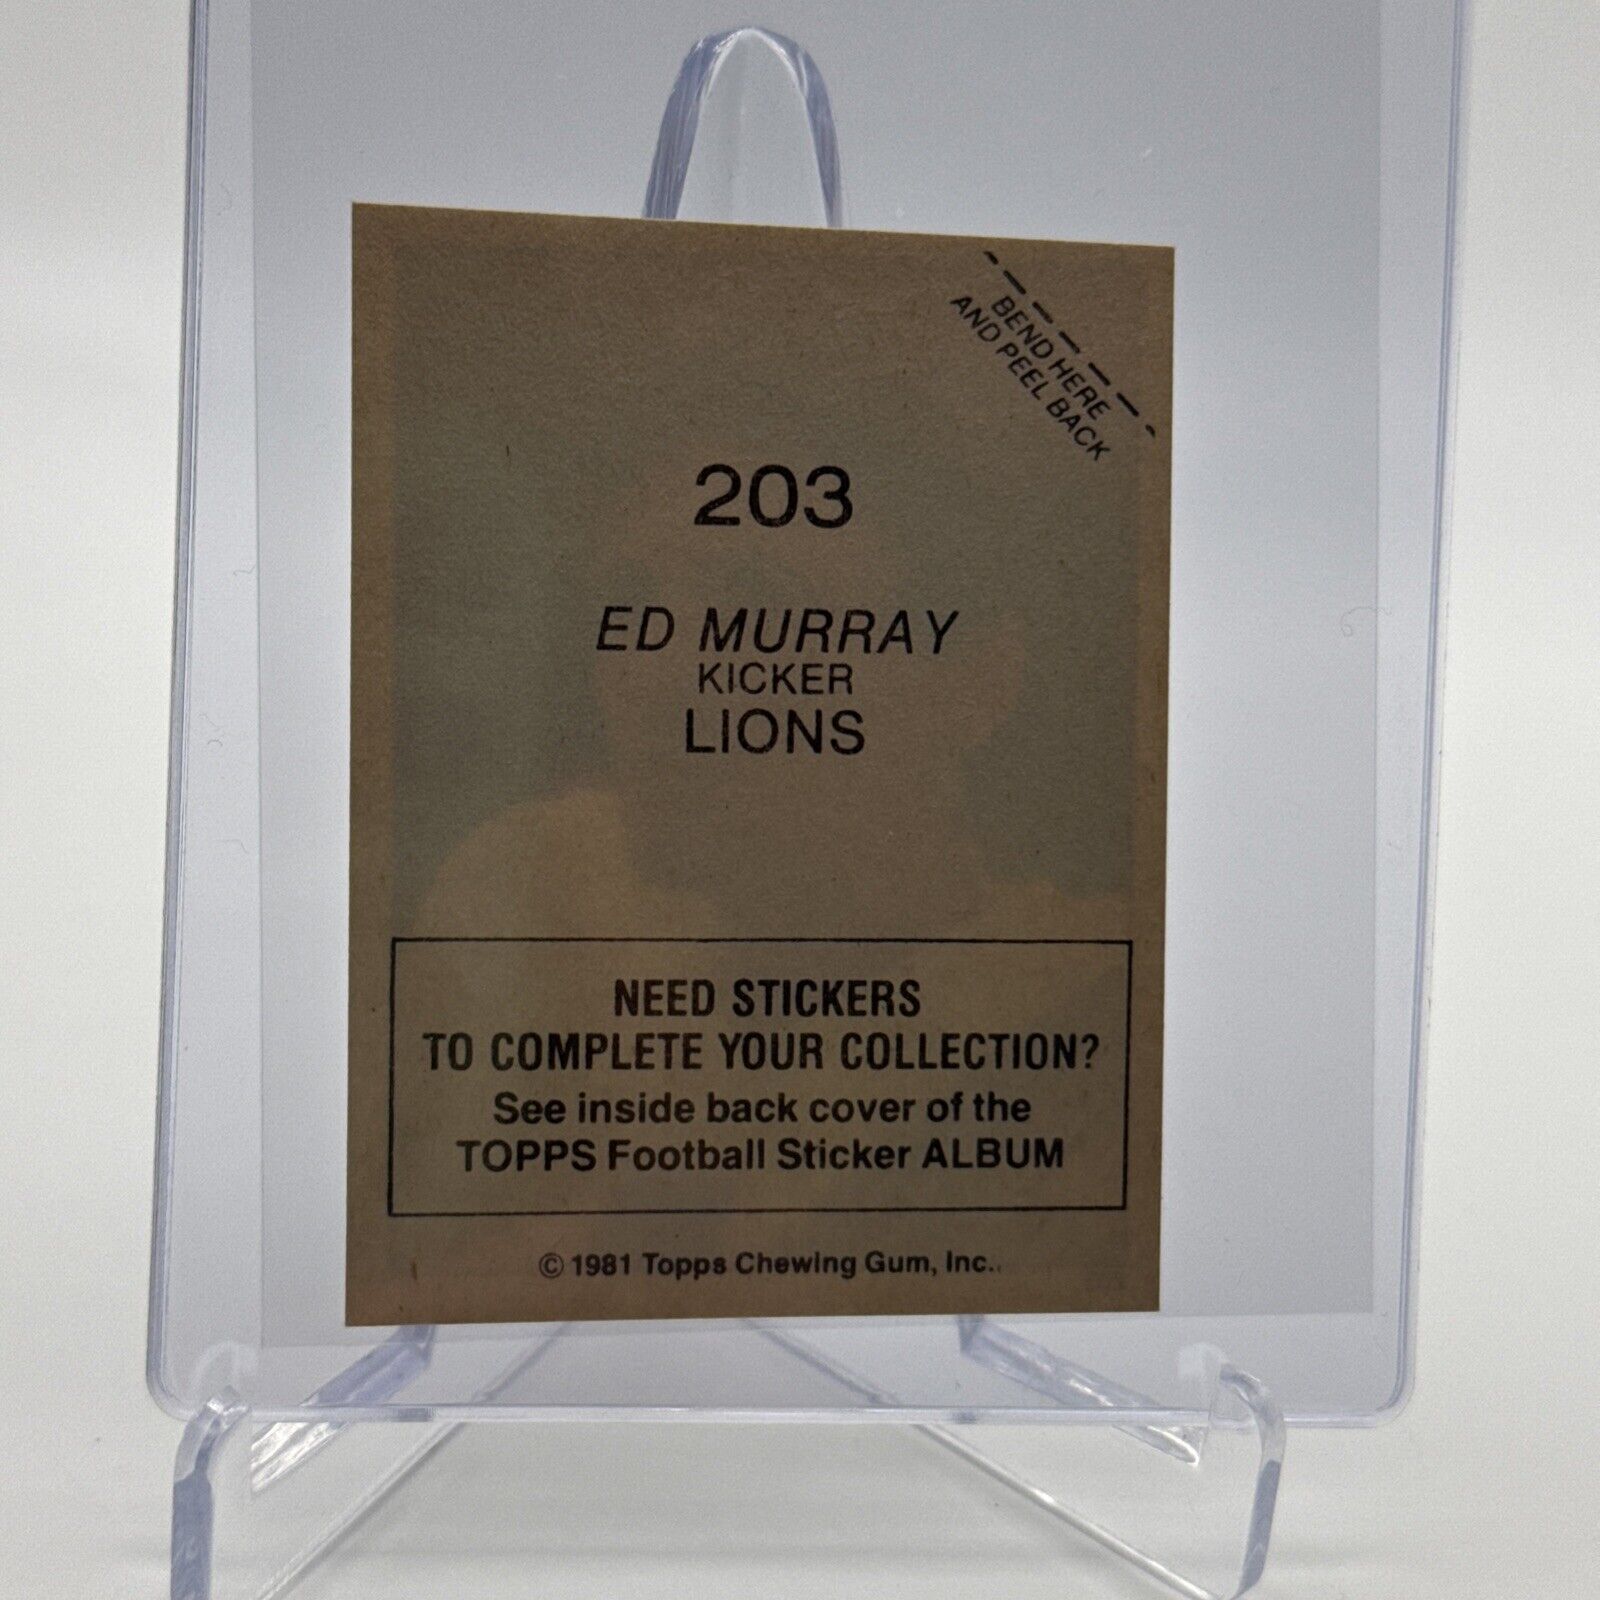 BEND HERE
AND PEEL BACK
203
ED MURRAY
KICKER
LIONS
NEED STICKERS
TO COMPLETE YOUR COLLECTION?
See inside back cover of the
TOPPS Football Sticker ALBUM
© 1981 Topps Chewing Gum, Inc.